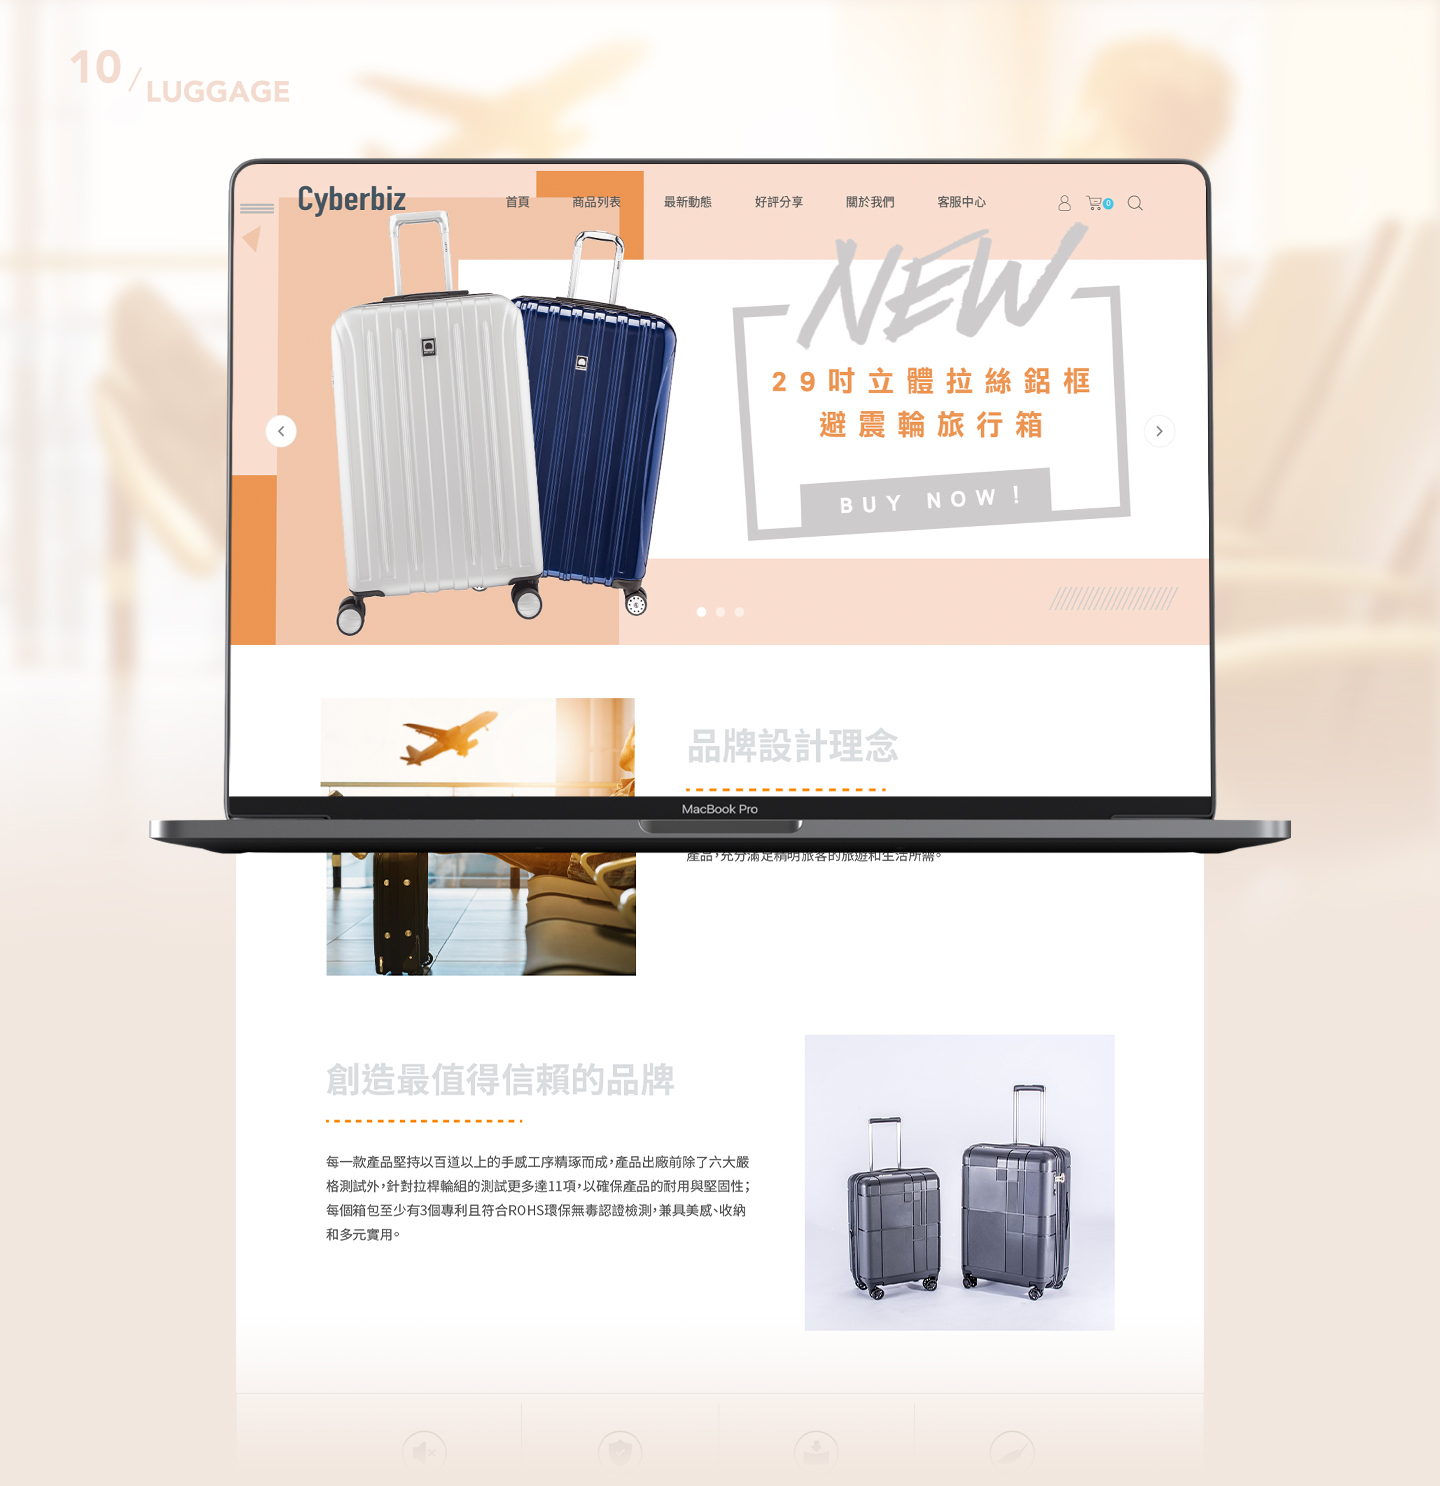 10 / LUGGAGE
Cyberbiz
首頁 商品列表 最新動態 好評分享 關於我們 客服中心
0
NEW
29吋立體拉絲鋁框
避震輪旅行箱
BUY NOW!
品牌設計理念
MacBook Pro
產品，充分滿足精明旅客的旅遊和生活所需。
創造最值得信賴的品牌
每一款產品堅持以百道以上的手感工序精琢而成，產品出廠前除了六大嚴
格測試外，針對拉桿輪組的測試更多達11項，以確保產品的耐用與堅固性；
每個箱包至少有3個專利且符合ROHS環保無毒認證檢測，兼具美感、收納
和多元實用。